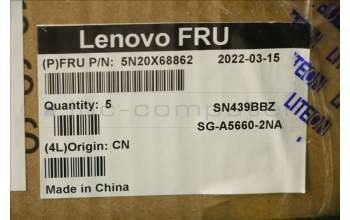 Lenovo FRU
(P)FRU P/N: 5N20X68862 2022-03-15
Quantity: 5 SN439BBZ
SG-A5660-2NA
(4L)Origin: CN
Made in China
LITEON
LITEON